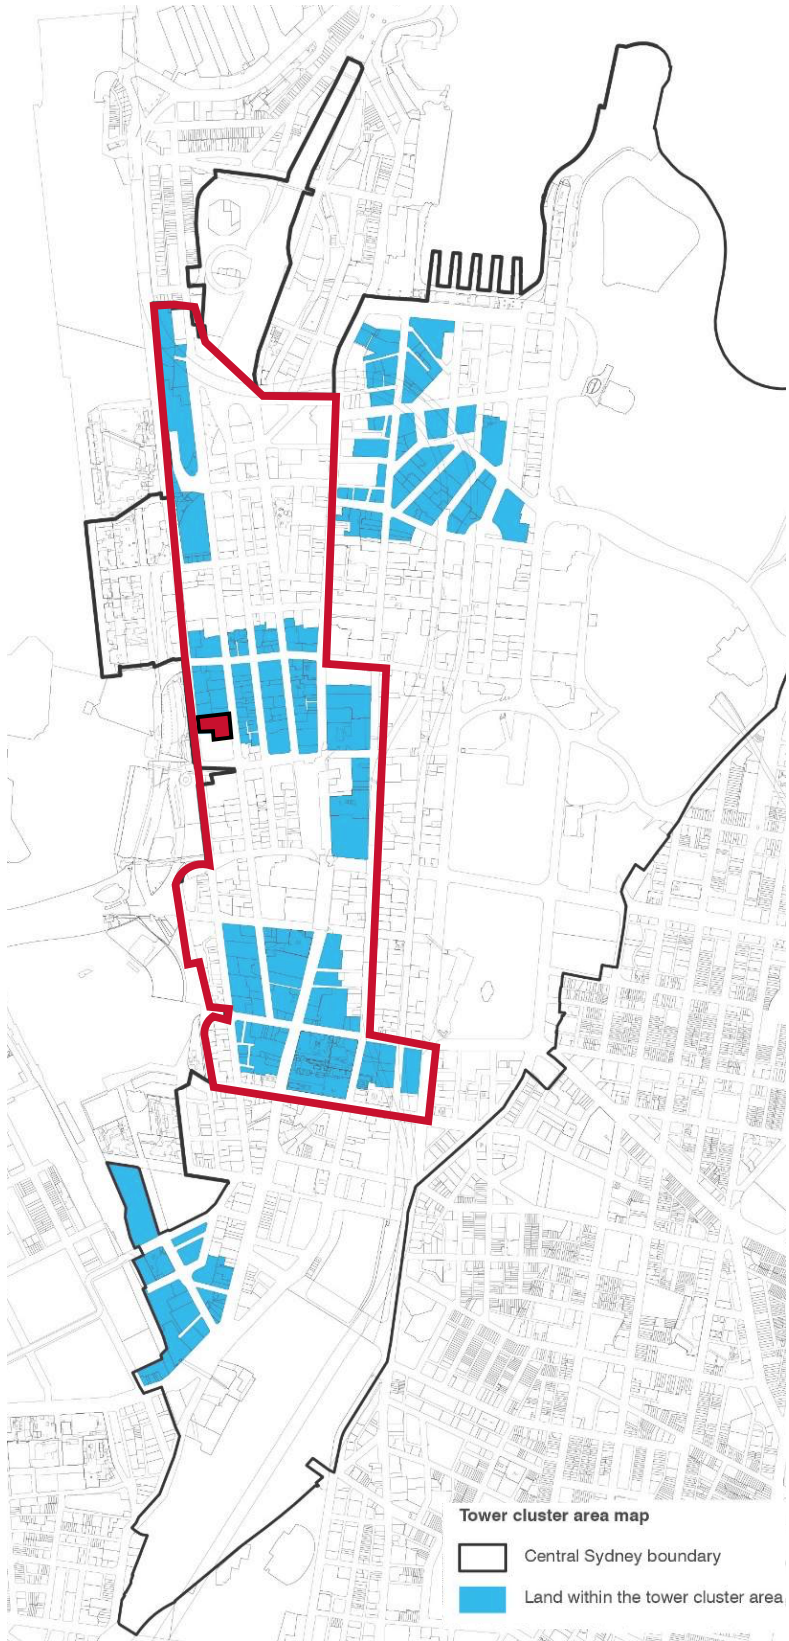 Tower cluster area map
Central Sydney boundary
Land within the tower cluster area